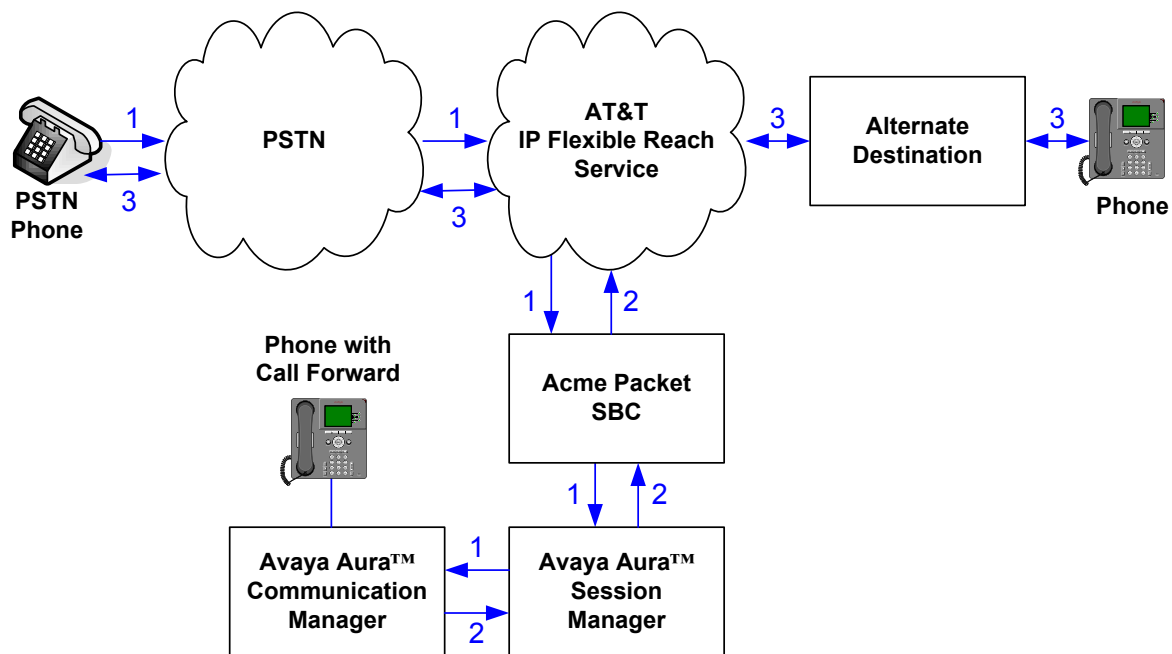 1
3
PSTN
Phone
PSTN
1
3
AT&T
IP Flexible Reach
Service
3
Alternate
Destination
3
Phone
1
2
Phone with
Call Forward
Acme Packet
SBC
1
2
Avaya Aura™
Communication
Manager
1
2
Avaya Aura™
Session
Manager